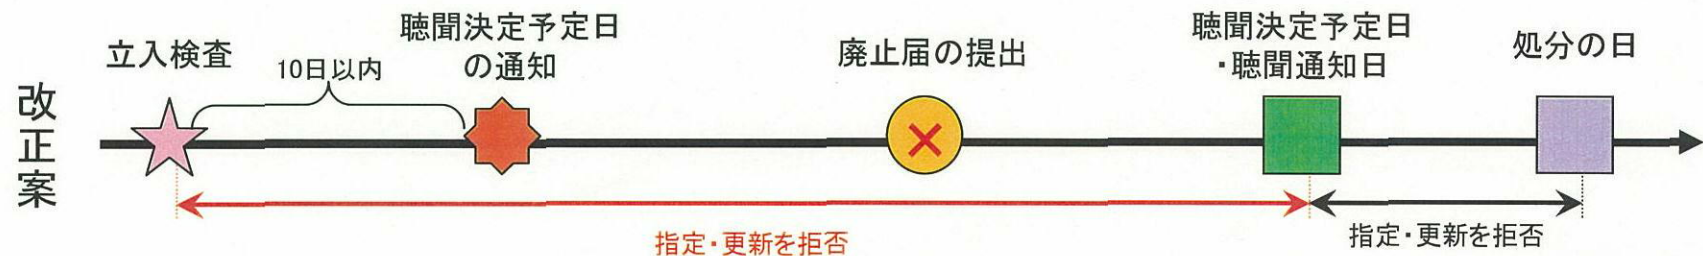 改正案
立入検査
10日以内
聴聞決定予定日
の通知
廃止届の提出
聴聞決定予定日
・聴聞通知日
処分の日
指定・更新を拒否
指定・更新を拒否